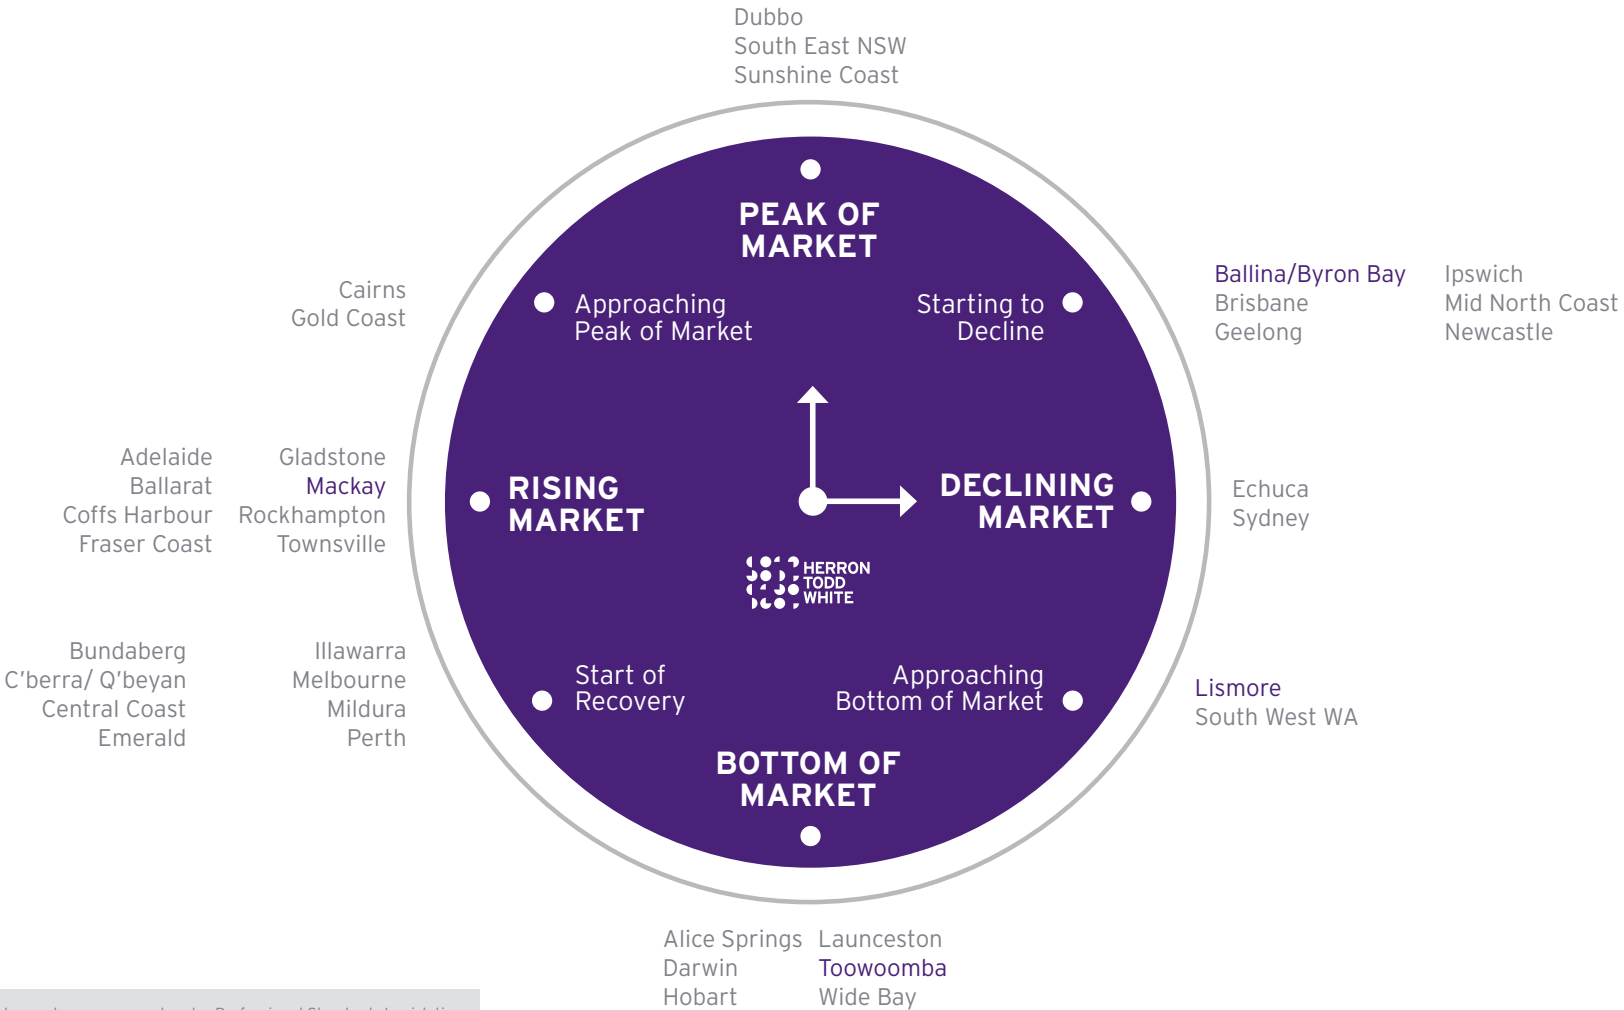 Dubbo
South East NSW
Sunshine Coast
PEAK OF
MARKET
Cairns
Gold Coast
Approaching
Peak of Market
Starting to
Decline
Ballina/Byron Bay
Brisbane
Geelong
Ipswich
Mid North Coast
Newcastle
Adelaide
Ballarat
Coffs Harbour
Fraser Coast
Gladstone
Mackay
Rockhampton
Townsville
RISING
MARKET
DECLINING
MARKET
Echuca
Sydney
HERRON
TODD
WHITE
Bundaberg
C'berra/ Q'beyan
Central Coast
Emerald
Illawarra
Melbourne
Mildura
Perth
Start of
Recovery
Approaching
Bottom of Market
Lismore
South West WA
BOTTOM OF
MARKET
Alice Springs
Darwin
Hobart
Launceston
Toowoomba
Wide Bay